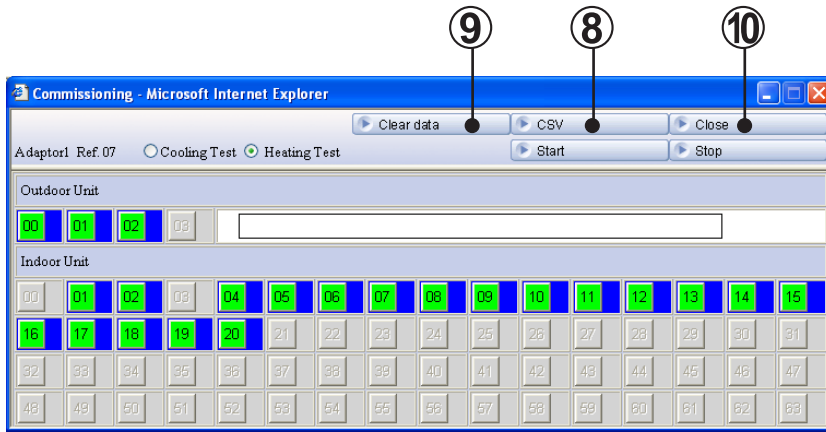 9 8 10
Commissioning - Microsoft Internet Explorer
Clear data CSV Close
Adaptor1 Ref. 07 Cooling Test Heating Test Start Stop
Outdoor Unit
00 01 02 03
Indoor Unit
00 01 02 03 04 05 06 07 08 09 10 11 12 13 14 15
16 17 18 19 20 21 22 23 24 25 26 27 28 29 30 31
32 33 34 35 36 37 38 39 40 41 42 43 44 45 46 47
48 49 50 51 52 53 54 55 56 57 58 59 60 61 62 63